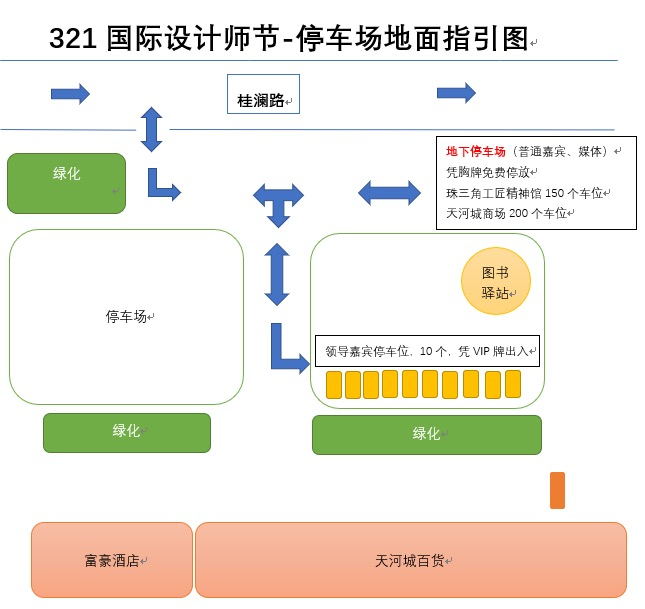 321 国际设计师节-停车场地面指引图
桂澜路
地下停车场（普通嘉宾、媒体）
凭胸牌免费停放
珠三角工匠精神馆 150 个车位
天河城商场 200 个车位
绿化
图书
驿站
停车场
领导嘉宾停车位，10 个，凭 VIP 牌出入
绿化
绿化
富豪酒店
天河城百货